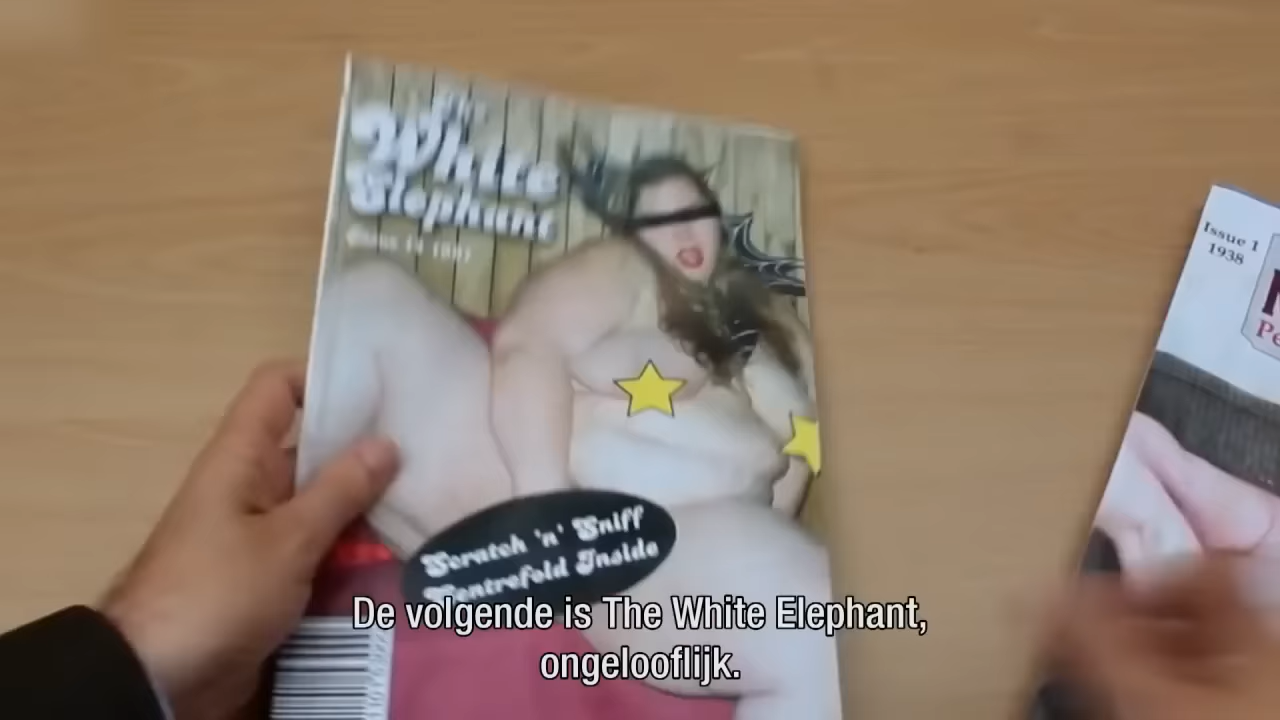 The
White
Elephant
Issue 1
1938
Scratch 'n' Sniff
Centrefold Inside
De volgende is The White Elephant,
ongelooflijk.